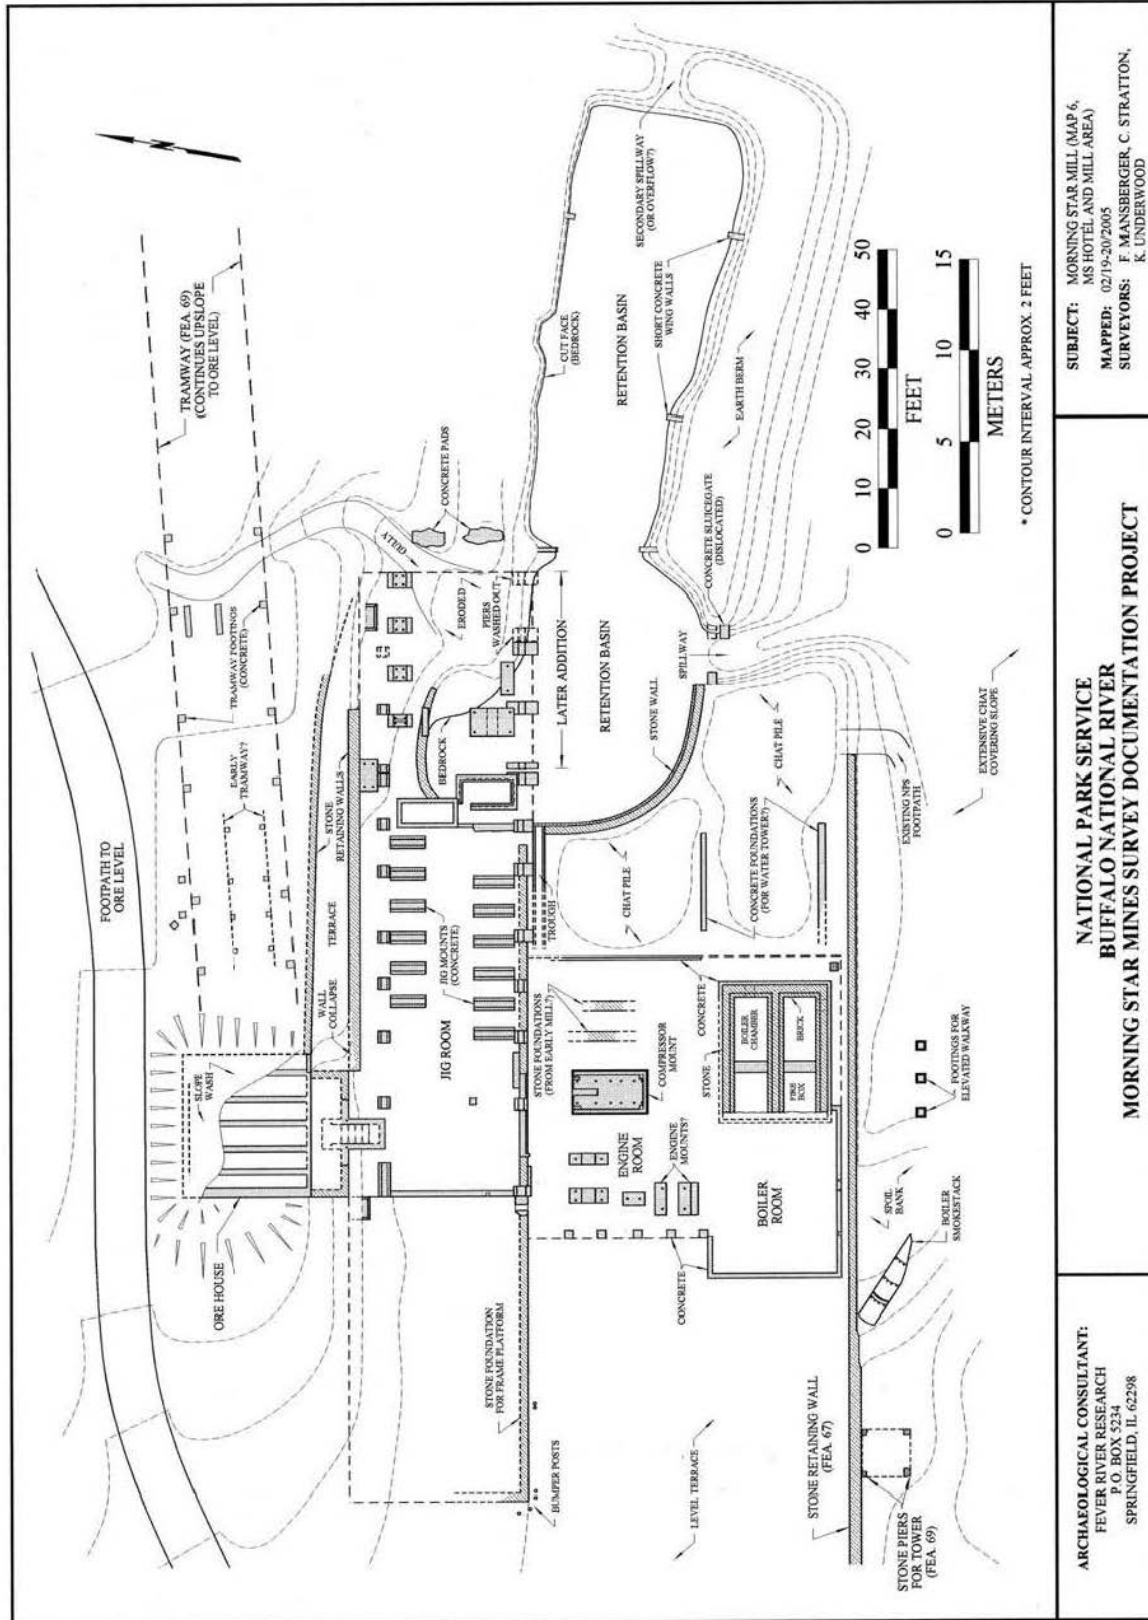 FOOTPATH TO
ORE LEVEL
TRAMWAY (FEA. 69)
(CONTINUES UPSLOPE
TO ORE LEVEL)
N
ORE HOUSE
SLOPE
WASH
WALL
COLLAPSE
TERRACE
EARLY
TRAMWAY?
TRAMWAY FOOTINGS
(CONCRETE)
STONE
RETAINING WALLS
GULLY
CONCRETE PADS
ERODED
PIERS
WASHED OUT
BEDROCK
JIG ROOM
JIG MOUNTS
(CONCRETE)
LATER ADDITION
CUT FACE
(BEDROCK)
STONE FOUNDATION
FOR FRAME PLATFORM
BUMPER POSTS
STONE FOUNDATIONS
(FROM EARLY MILL?)
TROUGH
RETENTION BASIN
RETENTION BASIN
SECONDARY SPILLWAY
(OR OVERFLOW?)
SHORT CONCRETE
WING WALLS
STONE WALL
SPILLWAY
CONCRETE SLUICEGATE
(DISLOCATED)
EARTH BERM
ENGINE
ROOM
ENGINE
MOUNTS?
COMPRESSOR
MOUNT
CONCRETE
STONE
CHAT PILE
CONCRETE FOUNDATIONS
(FOR WATER TOWER?)
CHAT PILE
CONCRETE
BOILER
ROOM
FIRE
BOX
BOILER
CHAMBER
BRICK
LEVEL TERRACE
STONE RETAINING WALL
(FEA. 67)
STONE PIERS
FOR TOWER
(FEA. 69)
SPOIL
BANK
BOILER
SMOKESTACK
FOOTINGS FOR
ELEVATED WALKWAY
EXISTING NPS
FOOTPATH
EXTENSIVE CHAT
COVERING SLOPE
0 10 20 30 40 50
FEET
0 5 10 15
METERS
* CONTOUR INTERVAL APPROX. 2 FEET
ARCHAEOLOGICAL CONSULTANT:
FEVER RIVER RESEARCH
P.O. BOX 5234
SPRINGFIELD, IL 62298
NATIONAL PARK SERVICE
BUFFALO NATIONAL RIVER
MORNING STAR MINES SURVEY DOCUMENTATION PROJECT
SUBJECT: MORNING STAR MILL (MAP 6,
MS HOTEL AND MILL AREA)
MAPPED: 02/19-20/2005
SURVEYORS: F. MANSBERGER, C. STRATTON,
K. UNDERWOOD